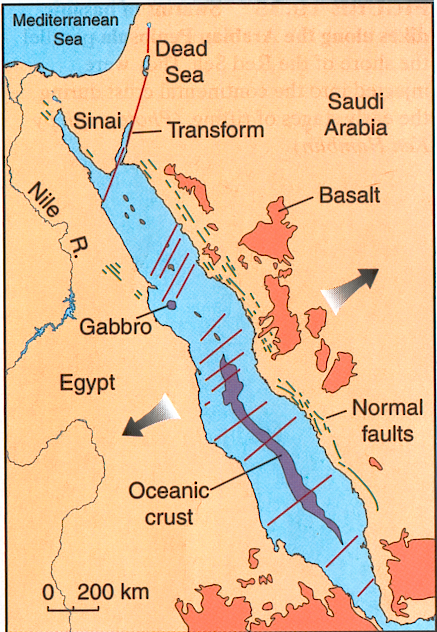 Mediterranean
Sea
Dead
Sea
Saudi
Arabia
Sinai
Transform
Basalt
Nile
R.
Gabbro
Egypt
Normal
faults
Oceanic
crust
0 200 km